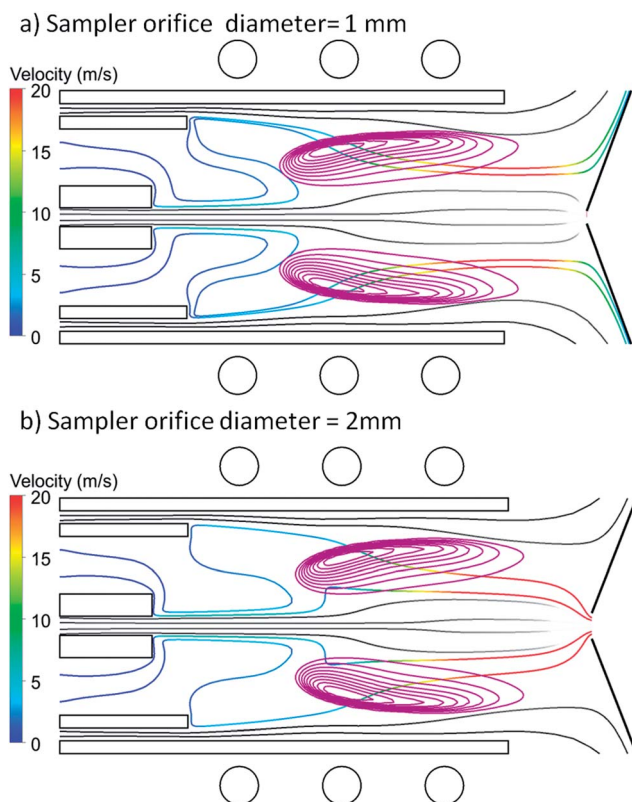 a) Sampler orifice diameter= 1 mm
Velocity (m/s)
20
15
10
5
0
b) Sampler orifice diameter = 2mm
Velocity (m/s)
20
15
10
5
0